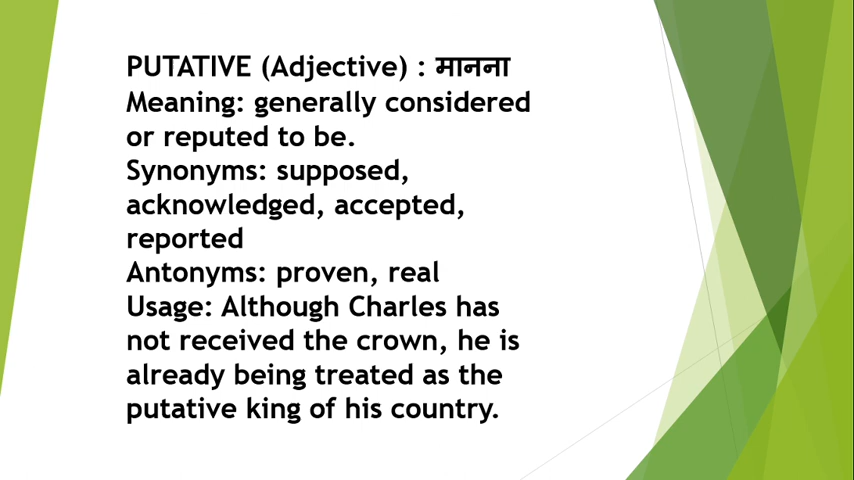 PUTATIVE (Adjective) : मानना
Meaning: generally considered
or reputed to be.
Synonyms: supposed,
acknowledged, accepted,
reported
Antonyms: proven, real
Usage: Although Charles has
not received the crown, he is
already being treated as the
putative king of his country.